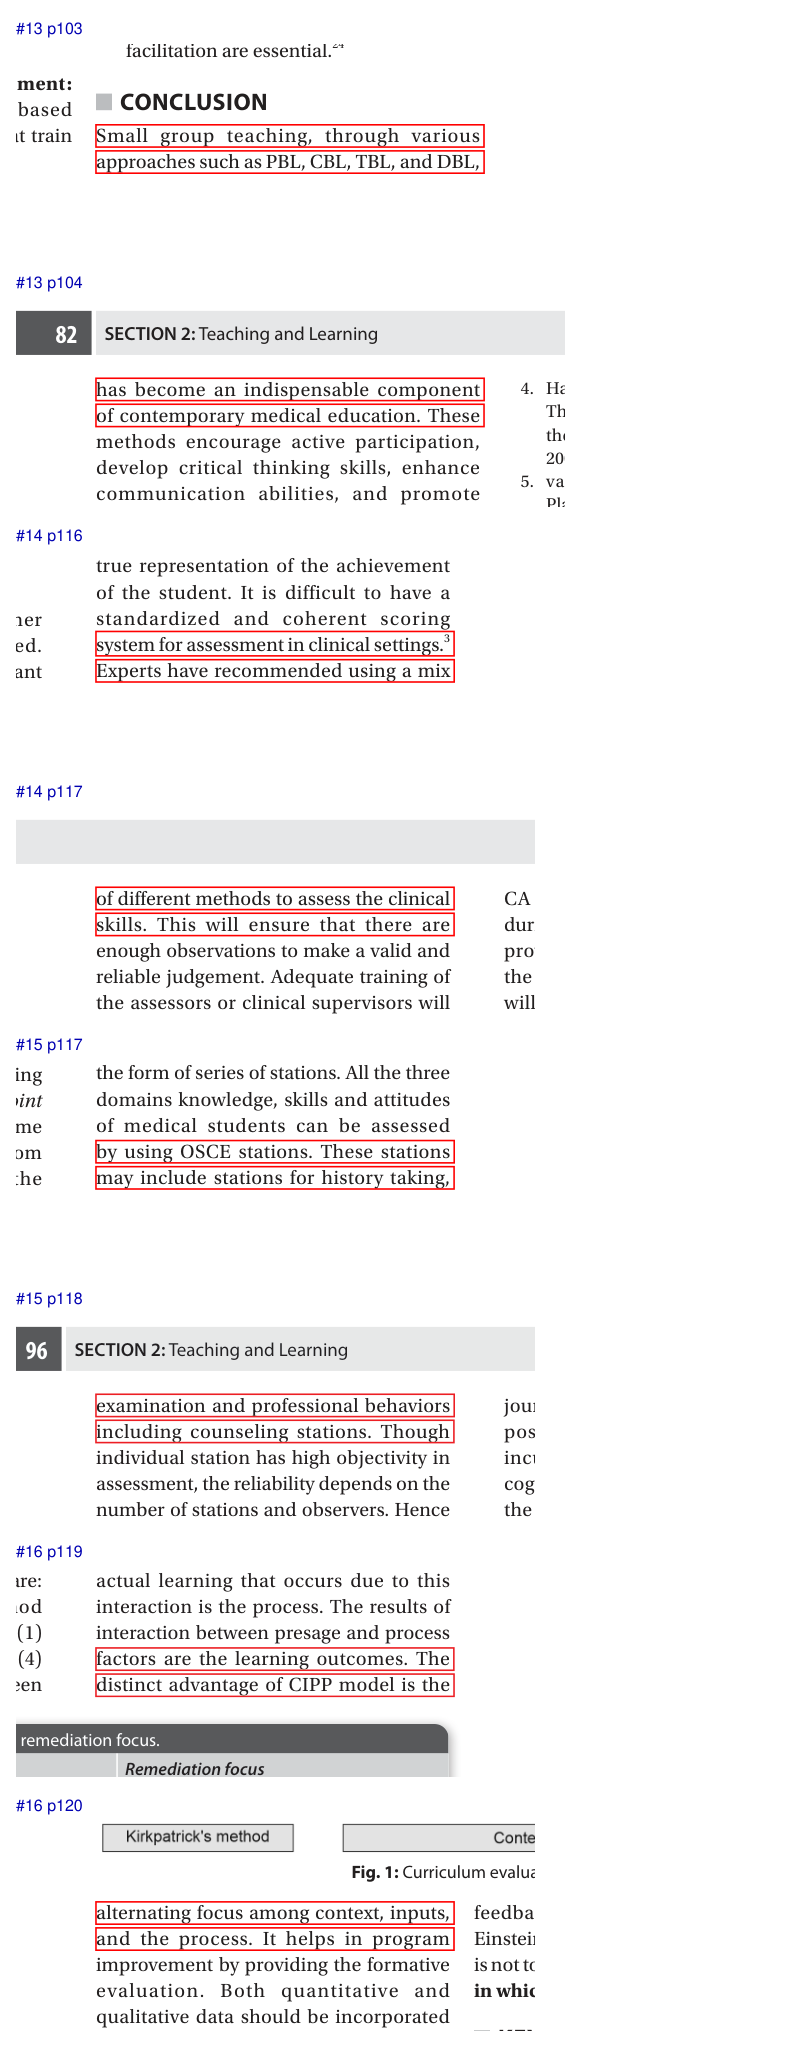 #13 p103
facilitation are essential.24
ment:
CONCLUSION
based
Small group teaching, through various
train
approaches such as PBL, CBL, TBL, and DBL,
#13 p104
82 SECTION 2: Teaching and Learning
has become an indispensable component
4.
of contemporary medical education. These
methods encourage active participation,
develop critical thinking skills, enhance
communication abilities, and promote
5.
#14 p116
true representation of the achievement
of the student. It is difficult to have a
standardized and coherent scoring
system for assessment in clinical settings.3
Experts have recommended using a mix
#14 p117
of different methods to assess the clinical
CA
skills. This will ensure that there are
enough observations to make a valid and
reliable judgement. Adequate training of
the
the assessors or clinical supervisors will
will
#15 p117
the form of series of stations. All the three
domains knowledge, skills and attitudes
of medical students can be assessed
by using OSCE stations. These stations
may include stations for history taking,
#15 p118
96 SECTION 2: Teaching and Learning
examination and professional behaviors
including counseling stations. Though
individual station has high objectivity in
assessment, the reliability depends on the
number of stations and observers. Hence
the
#16 p119
are:
actual learning that occurs due to this
interaction is the process. The results of
(1)
interaction between presage and process
(4)
factors are the learning outcomes. The
distinct advantage of CIPP model is the
remediation focus.
Remediation focus
#16 p120
Kirkpatrick's method
Conte
Fig. 1: Curriculum evalua
alternating focus among context, inputs,
feedba
and the process. It helps in program
Einstei
improvement by providing the formative
is not to
evaluation. Both quantitative and
in whic
qualitative data should be incorporated